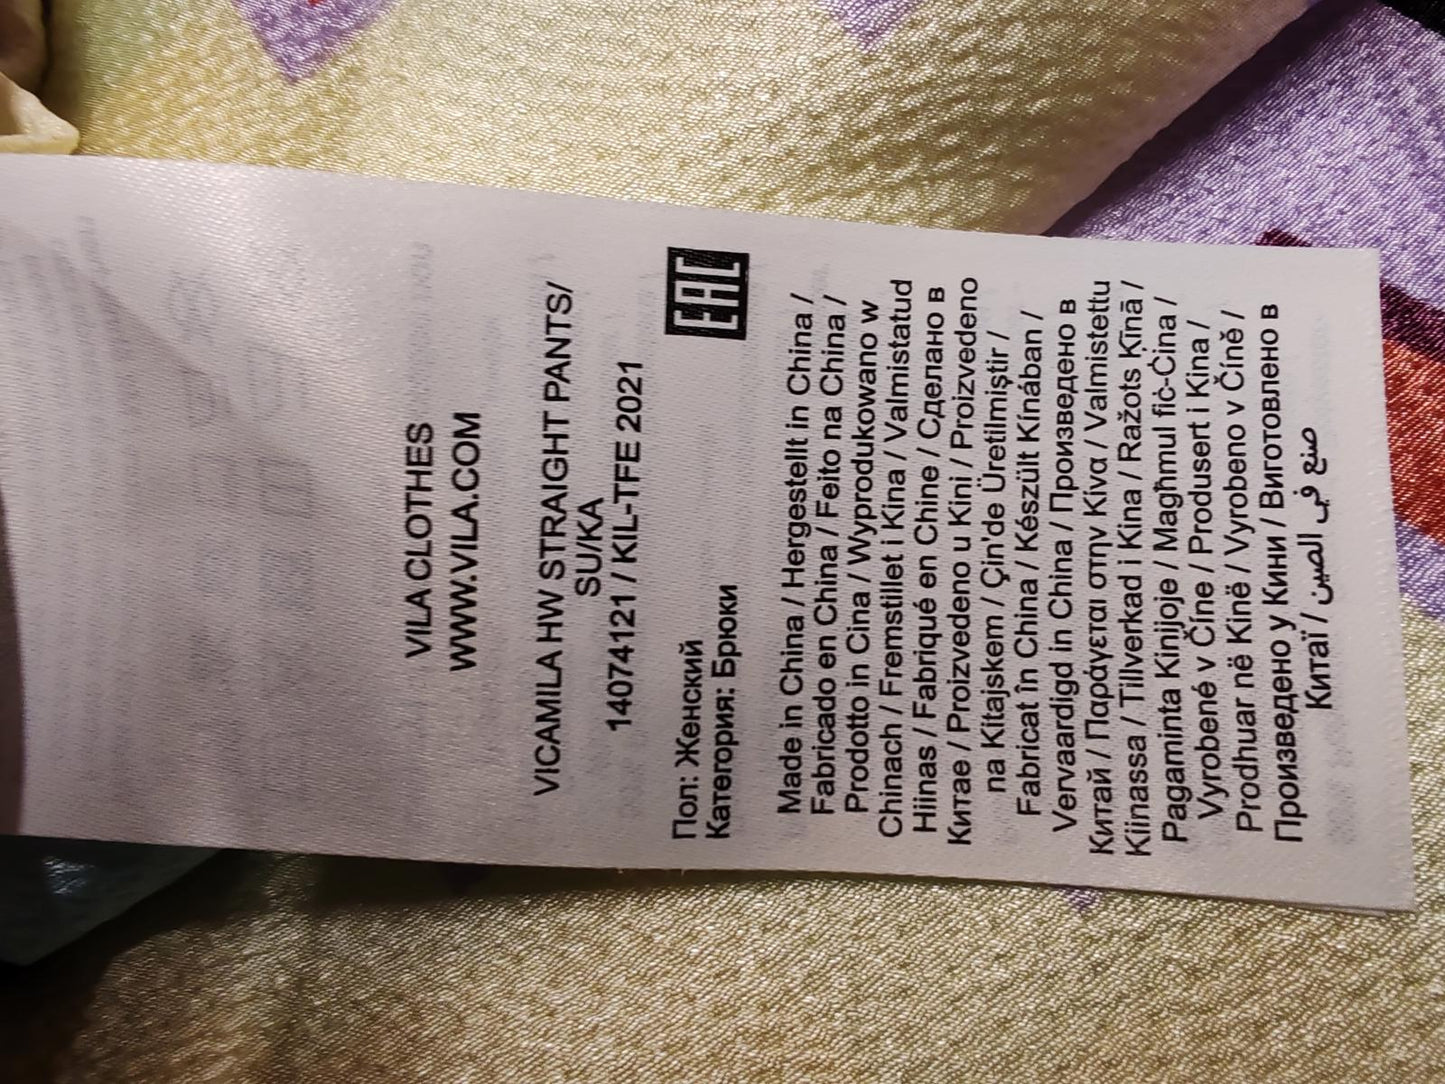 VILA CLOTHES
WWW.VILA.COM
VICAMILA HW STRAIGHT PANTS/
SU/KA
14074121 / KIL-TFE 2021
Пол: Женский
Категория: Брюки
EAC
Made in China / Hergestellt in China /
Fabricado en China / Feito na China /
Prodotto in Cina / Wyprodukowano w
Chinach / Fremstillet i Kina / Valmistatud
Hiinas / Fabriqué en Chine / Сделано в
Китае / Proizvedeno u Kini / Proizvedeno
na Kitajskem / Çin'de Üretilmiştir /
Fabricat în China / Készült Kínában /
Vervaardigd in China / Произведено в
Китай / Παράγεται στην Κίνα / Valmistettu
Kiinassa / Tillverkad i Kina / Ražots Ķīnā /
Pagaminta Kinijoje / Magħmul fiċ-Ċina /
Vyrobené v Číne / Produsert i Kina /
Prodhuar në Kinë / Vyrobeno v Číně /
Произведено у Кини / Виготовлено в
Китаї / صنع في الصين